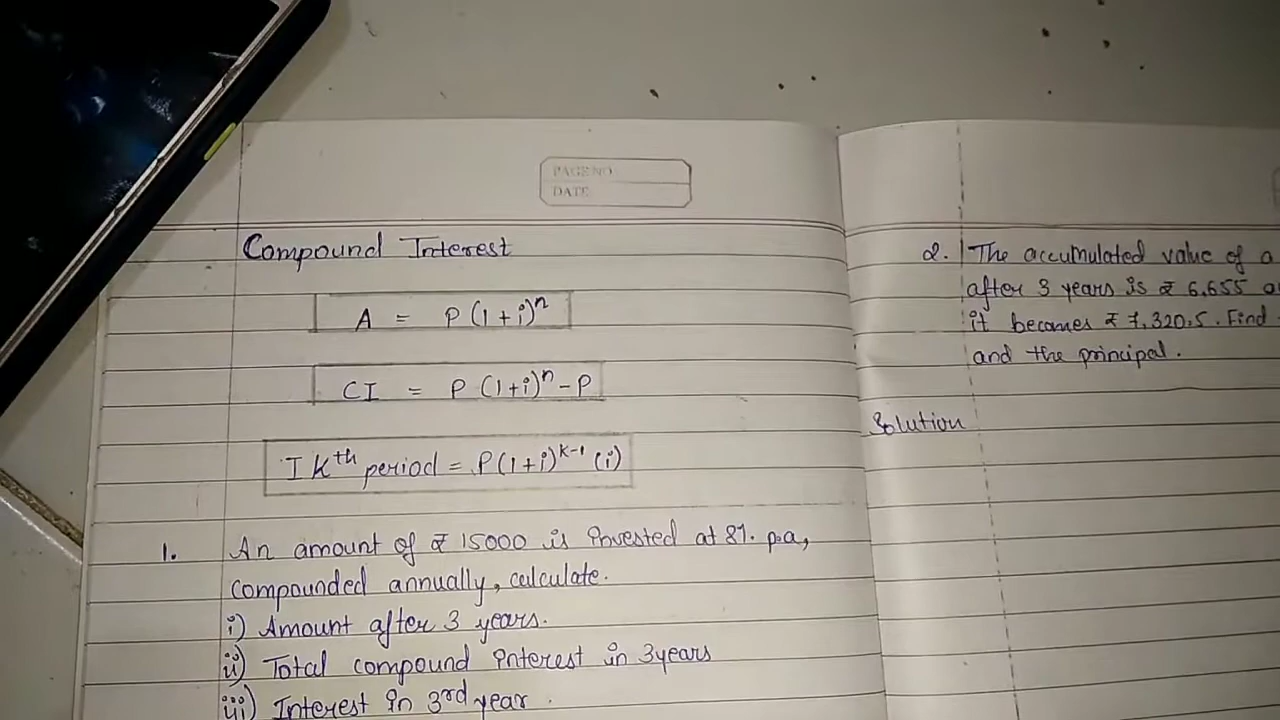 PAGE NO
DATE
Compound Interest
A = P(1+i)ⁿ
CI = P (1+i)ⁿ - P
I Kᵗʰ period = P(1+i)ᵏ⁻¹ (i)
1. An amount of ₹ 15000 is invested at 8%. p.a,
compounded annually, calculate.
i) Amount after 3 years.
ii) Total compound interest in 3years
iii) Interest in 3rd year.
2. The accumulated value of a
after 3 years is ₹ 6,655
it becomes ₹ 7,320.5. Find
and the principal.
Solution